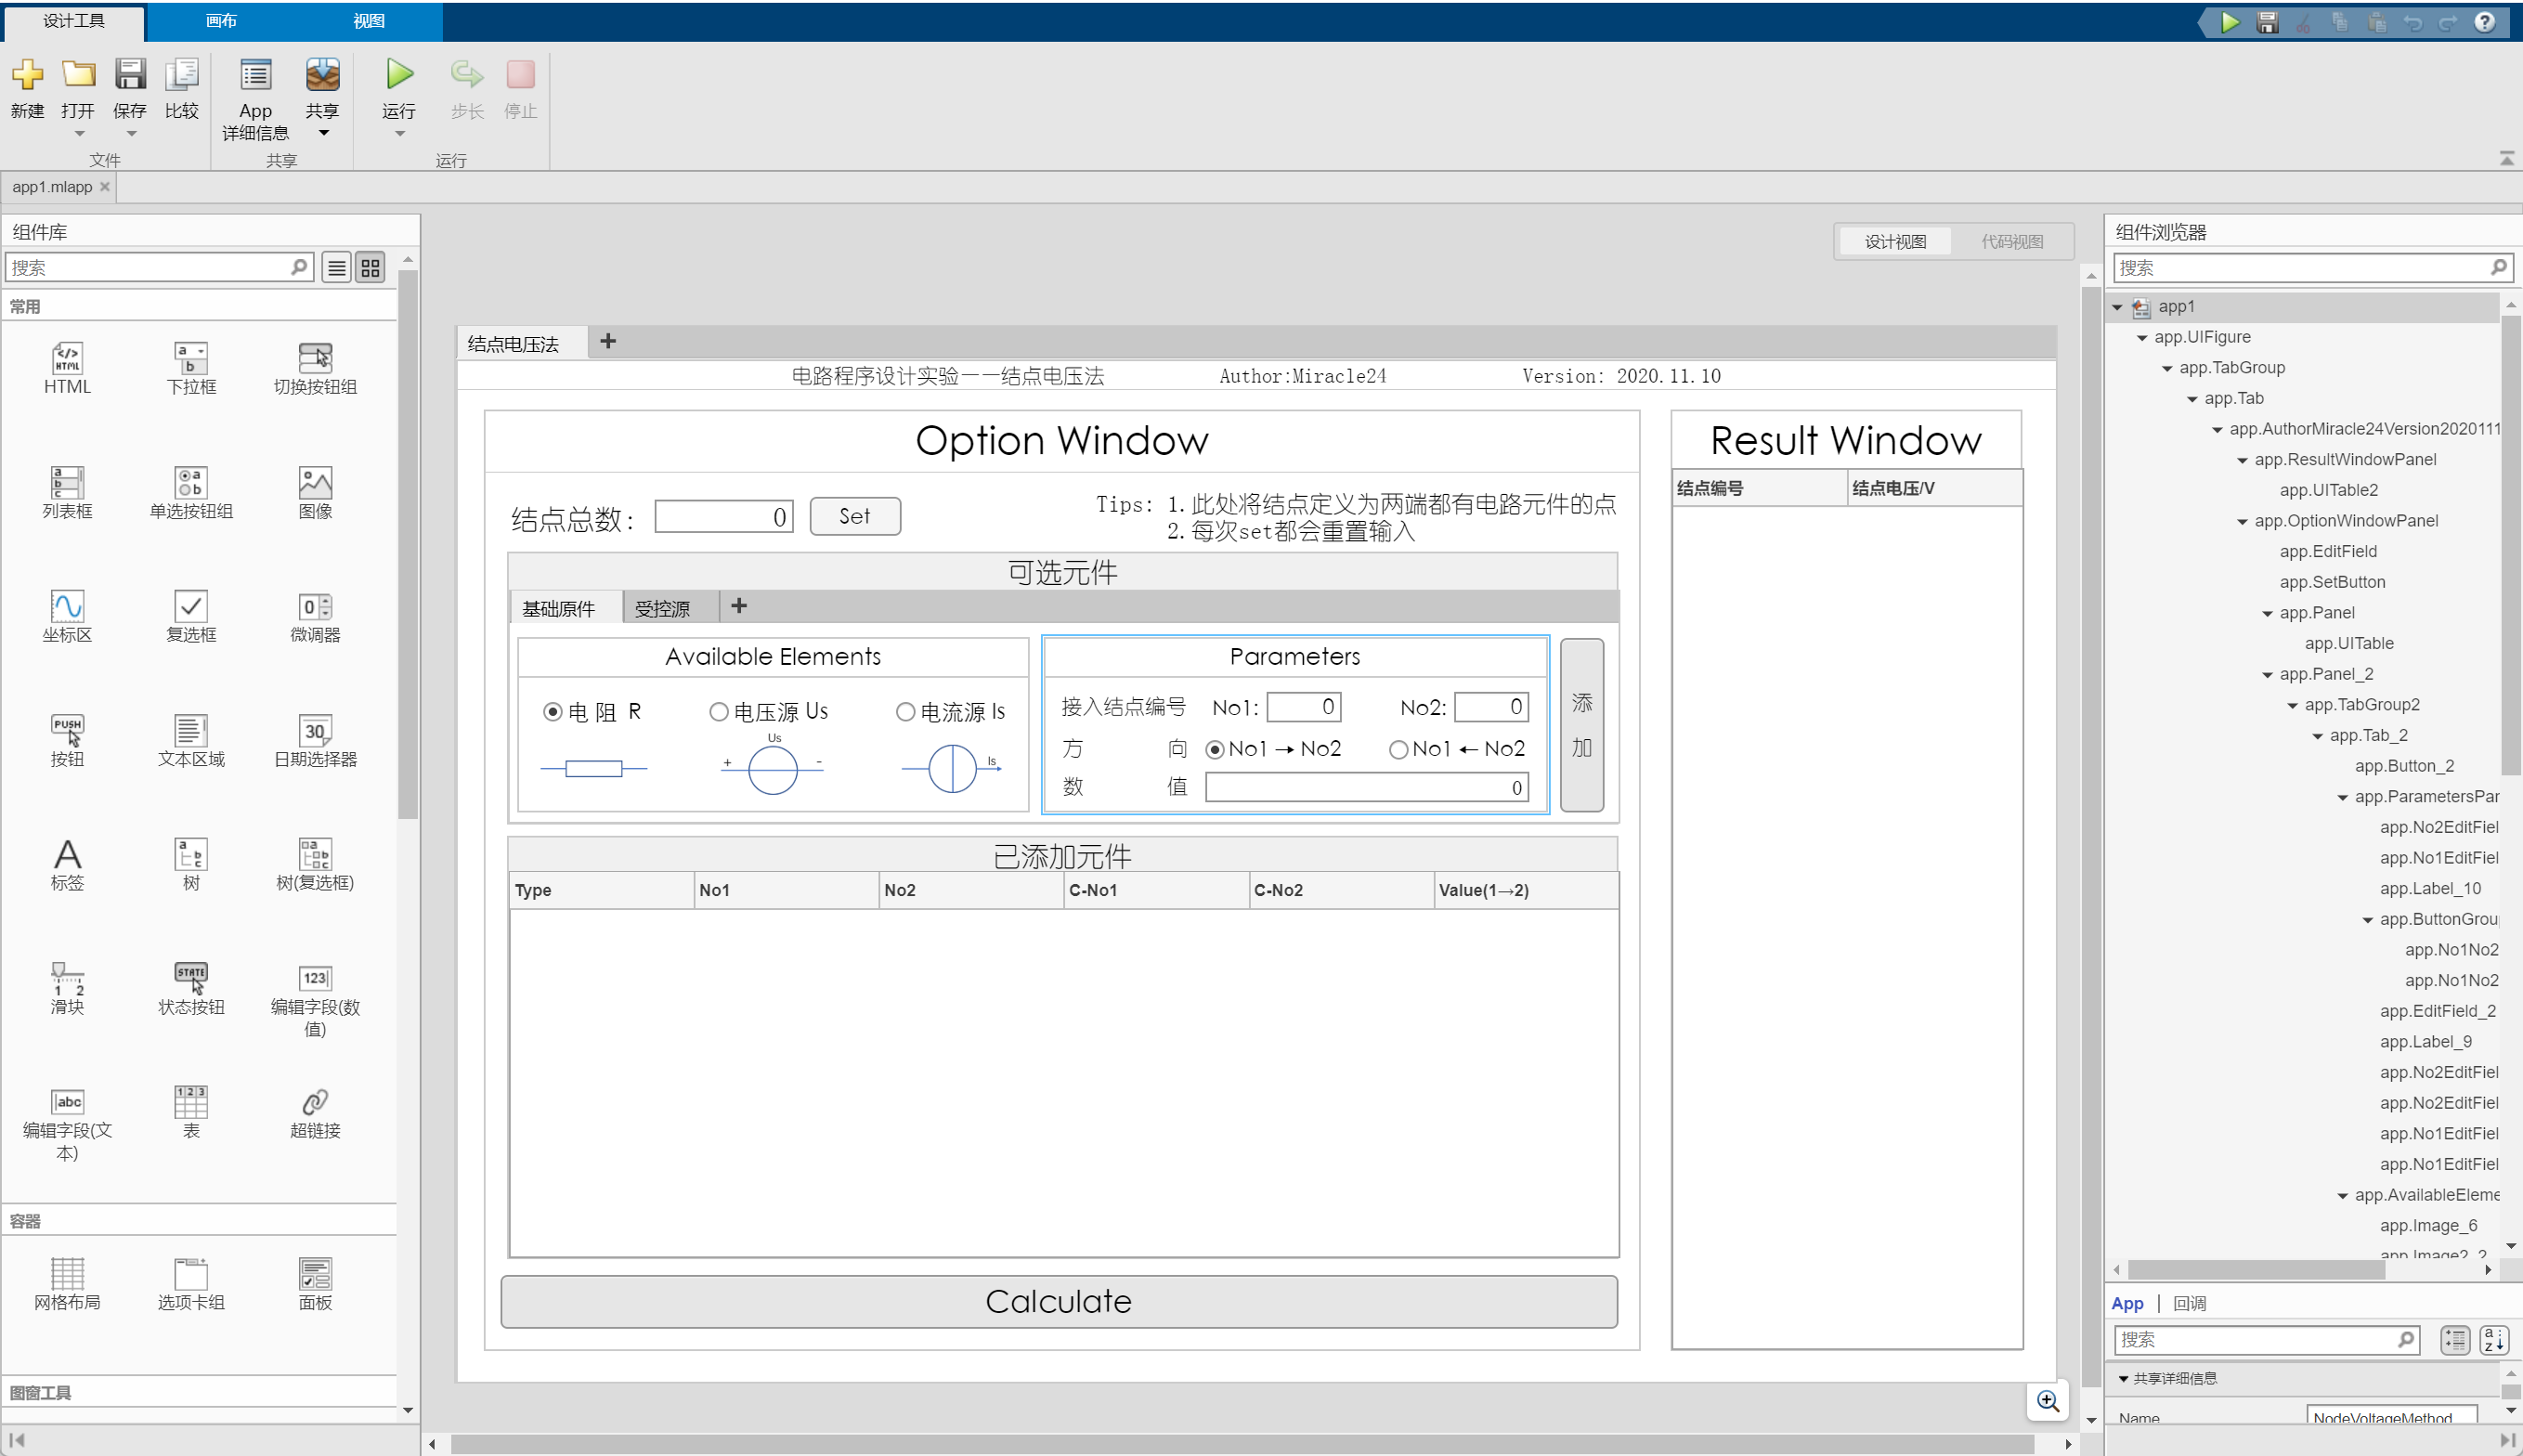 设计工具 画布 视图
新建 打开 保存 比较 App 详细信息 共享 运行 步长 停止
文件 共享 运行
app1.mlapp
组件库
搜索
常用
HTML 下拉框 切换按钮组
列表框 单选按钮组 图像
坐标区 复选框 微调器
按钮 文本区域 日期选择器
标签 树 树(复选框)
滑块 状态按钮 编辑字段(数值)
编辑字段(文本) 表 超链接
容器
网格布局 选项卡组 面板
图窗工具
设计视图 代码视图
结点电压法
电路程序设计实验一一结点电压法 Author:Miracle24 Version: 2020.11.10
Option Window
结点总数: 0 Set
Tips: 1.此处将结点定义为两端都有电路元件的点
2.每次set都会重置输入
可选元件
基础原件 受控源
Available Elements
电 阻 R 电压源 Us 电流源 Is
Us
+ -
Is
Parameters
接入结点编号 No1: 0 No2: 0
方 向 No1 → No2 No1 ← No2
数 值 0
添加
已添加元件
Type No1 No2 C-No1 C-No2 Value(1→2)
Calculate
Result Window
结点编号 结点电压/V
组件浏览器
搜索
app1
app.UIFigure
app.TabGroup
app.Tab
app.AuthorMiracle24Version2020111
app.ResultWindowPanel
app.UITable2
app.OptionWindowPanel
app.EditField
app.SetButton
app.Panel
app.UITable
app.Panel_2
app.TabGroup2
app.Tab_2
app.Button_2
app.ParametersPar
app.No2EditFiel
app.No1EditFiel
app.Label_10
app.ButtonGrou
app.No1No2
app.No1No2
app.EditField_2
app.Label_9
app.No2EditFiel
app.No2EditFiel
app.No1EditFiel
app.No1EditFiel
app.AvailableEleme
app.Image_6
app.Image2_2
App | 回调
搜索
共享详细信息
Name NodeVoltageMethod